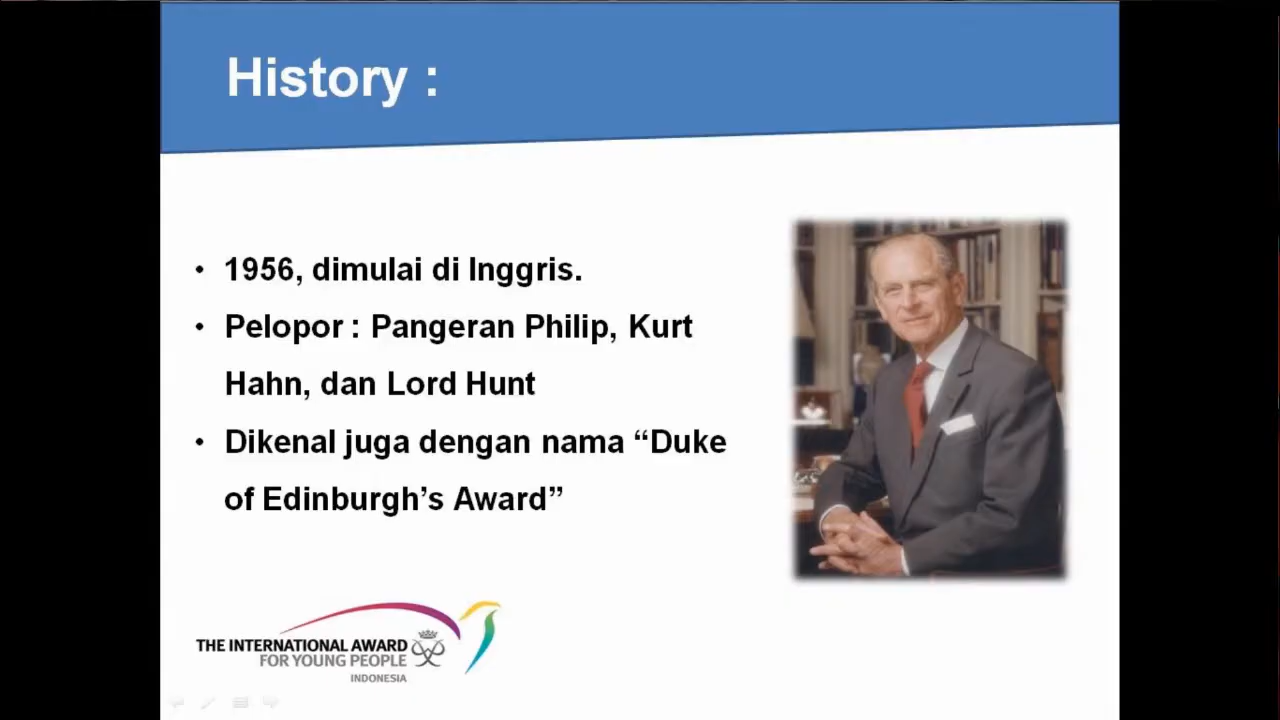 History :
• 1956, dimulai di Inggris.
• Pelopor : Pangeran Philip, Kurt
Hahn, dan Lord Hunt
• Dikenal juga dengan nama “Duke
of Edinburgh’s Award”
THE INTERNATIONAL AWARD
FOR YOUNG PEOPLE
INDONESIA